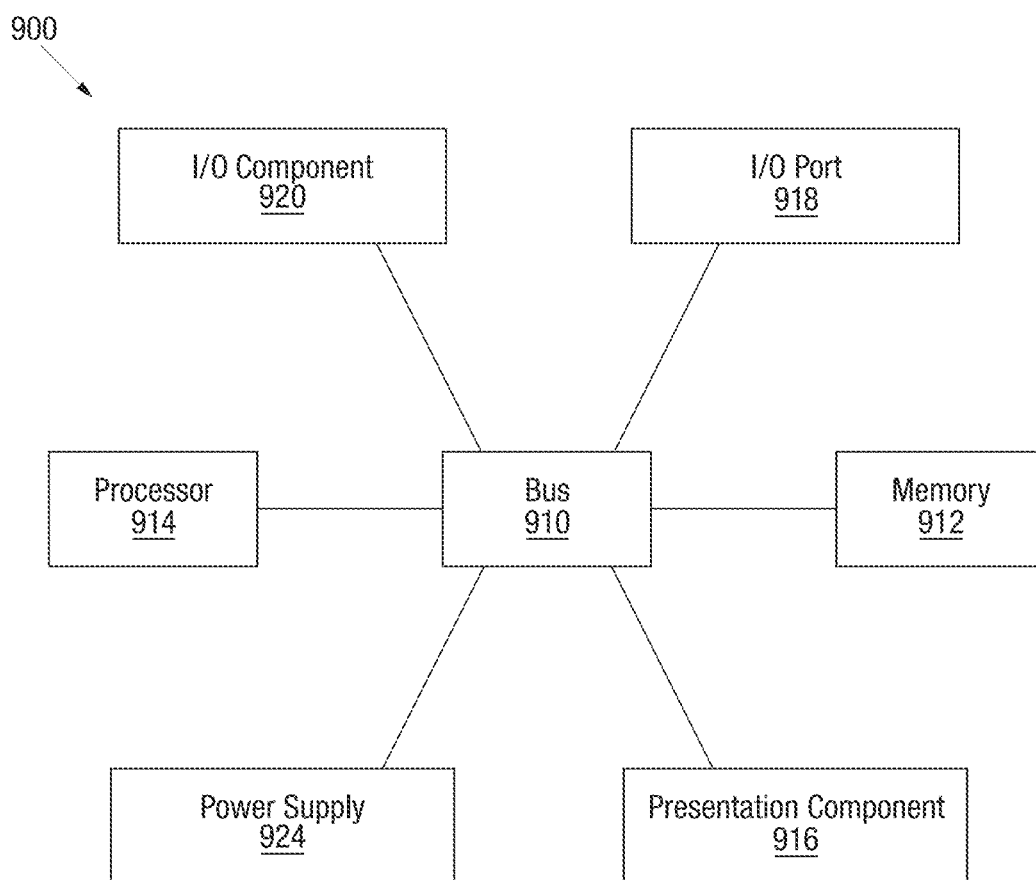 900
I/O Component
920
I/O Port
918
Processor
914
Bus
910
Memory
912
Power Supply
924
Presentation Component
916